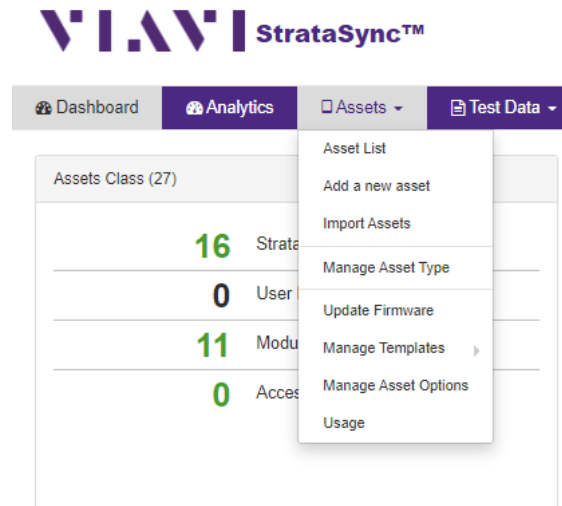 VIAVI StrataSync™
Dashboard Analytics Assets Test Data
Asset List
Add a new asset
Import Assets
Manage Asset Type
Update Firmware
Manage Templates
Manage Asset Options
Usage
Assets Class (27)
16 Strata
0 User
11 Modu
0 Acces